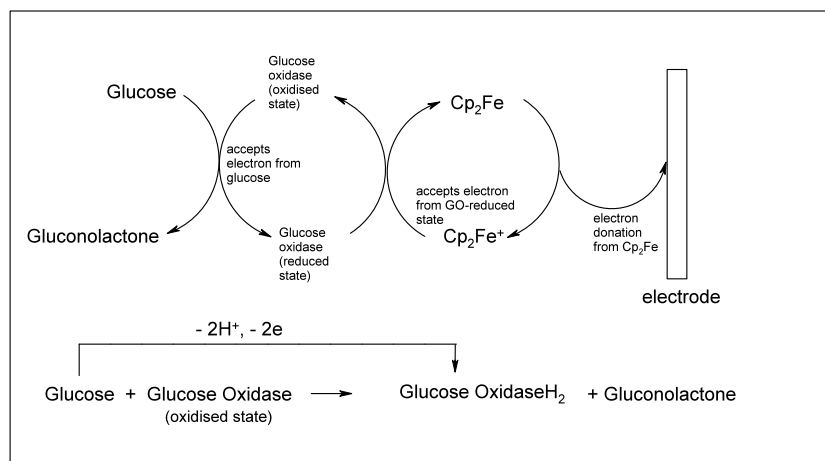 Glucose
Glucose
oxidase
(oxidised
state)
Cp₂Fe
accepts
electron from
glucose
accepts electron
from GO-reduced
state
Gluconolactone
Glucose
oxidase
(reduced
state)
Cp₂Fe⁺
electron
donation
from Cp₂Fe
electrode
- 2H⁺, - 2e
Glucose + Glucose Oxidase
(oxidised state)
Glucose OxidaseH₂ + Gluconolactone